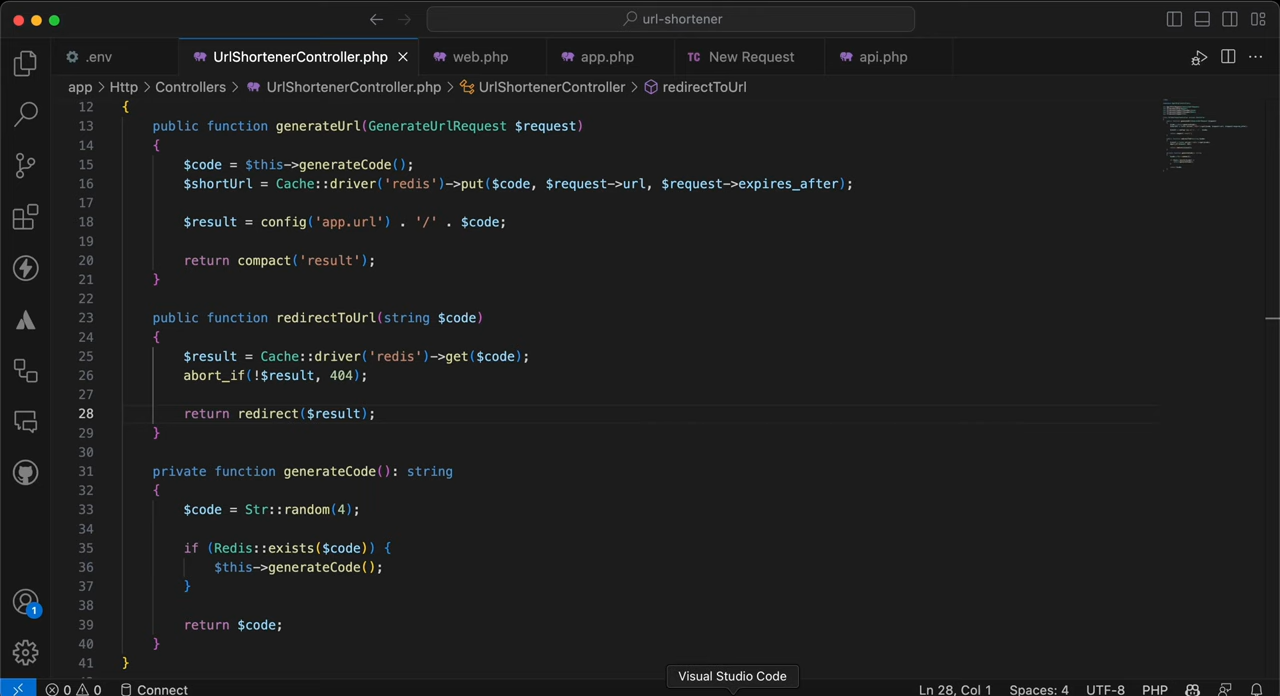 url-shortener
.env
UrlShortenerController.php
web.php
app.php
TC New Request
api.php
app > Http > Controllers > UrlShortenerController.php > UrlShortenerController > redirectToUrl
12 {
13 public function generateUrl(GenerateUrlRequest $request)
14 {
15 $code = $this->generateCode();
16 $shortUrl = Cache::driver('redis')->put($code, $request->url, $request->expires_after);
17
18 $result = config('app.url') . '/' . $code;
19
20 return compact('result');
21 }
22
23 public function redirectToUrl(string $code)
24 {
25 $result = Cache::driver('redis')->get($code);
26 abort_if(!$result, 404);
27
28 return redirect($result);
29 }
30
31 private function generateCode(): string
32 {
33 $code = Str::random(4);
34
35 if (Redis::exists($code)) {
36 $this->generateCode();
37 }
38
39 return $code;
40 }
41 }
1
Visual Studio Code
0 0 Connect
Ln 28, Col 1 Spaces: 4 UTF-8 PHP